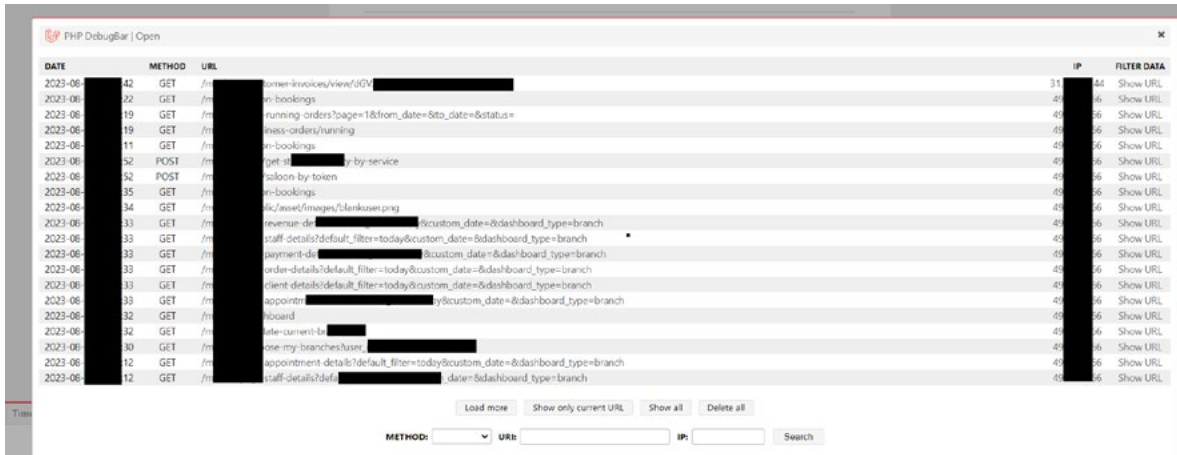 PHP DebugBar | Open ×
DATE METHOD URL IP FILTER DATA
2023-08- :42 GET /m tomer-invoices/view/dGV. 31. 44 Show URL
2023-08- :22 GET /m n-bookings 49 56 Show URL
2023-08- :19 GET /m -running-orders?page=1&from_date=&to_date=&status= 49 56 Show URL
2023-08- :19 GET /m iness-orders/running 49 56 Show URL
2023-08- :11 GET /m on-bookings 49 56 Show URL
2023-08- :52 POST /m /get-st y-by-service 49 56 Show URL
2023-08- :52 POST /m /saloon-by-token 49 56 Show URL
2023-08- :35 GET /m n-bookings 49 56 Show URL
2023-08- :34 GET /m lic/asset/images/blankuser.png 49 56 Show URL
2023-08- :33 GET /m revenue-det y&custom_date=&dashboard_type=branch 49 56 Show URL
2023-08- :33 GET /m staff-details?default_filter=today&custom_date=&dashboard_type=branch 49 56 Show URL
2023-08- :33 GET /m payment-de &custom_date=&dashboard_type=branch 49 56 Show URL
2023-08- :33 GET /m order-details?default_filter=today&custom_date=&dashboard_type=branch 49 56 Show URL
2023-08- :33 GET /m client-details?default_filter=today&custom_date=&dashboard_type=branch 49 56 Show URL
2023-08- :33 GET /m appointm ay&custom_date=&dashboard_type=branch 49 56 Show URL
2023-08- :32 GET /m hboard 49 56 Show URL
2023-08- :32 GET /m late-current-br 49 56 Show URL
2023-08- :30 GET /m ose-my-branches?user_ 49 56 Show URL
2023-08- :12 GET /m appointment-details?default_filter=today&custom_date=&dashboard_type=branch 49 56 Show URL
2023-08- :12 GET /m staff-details?defa _date=&dashboard_type=branch 49 56 Show URL
Load more Show only current URL Show all Delete all
METHOD: URI: IP: Search